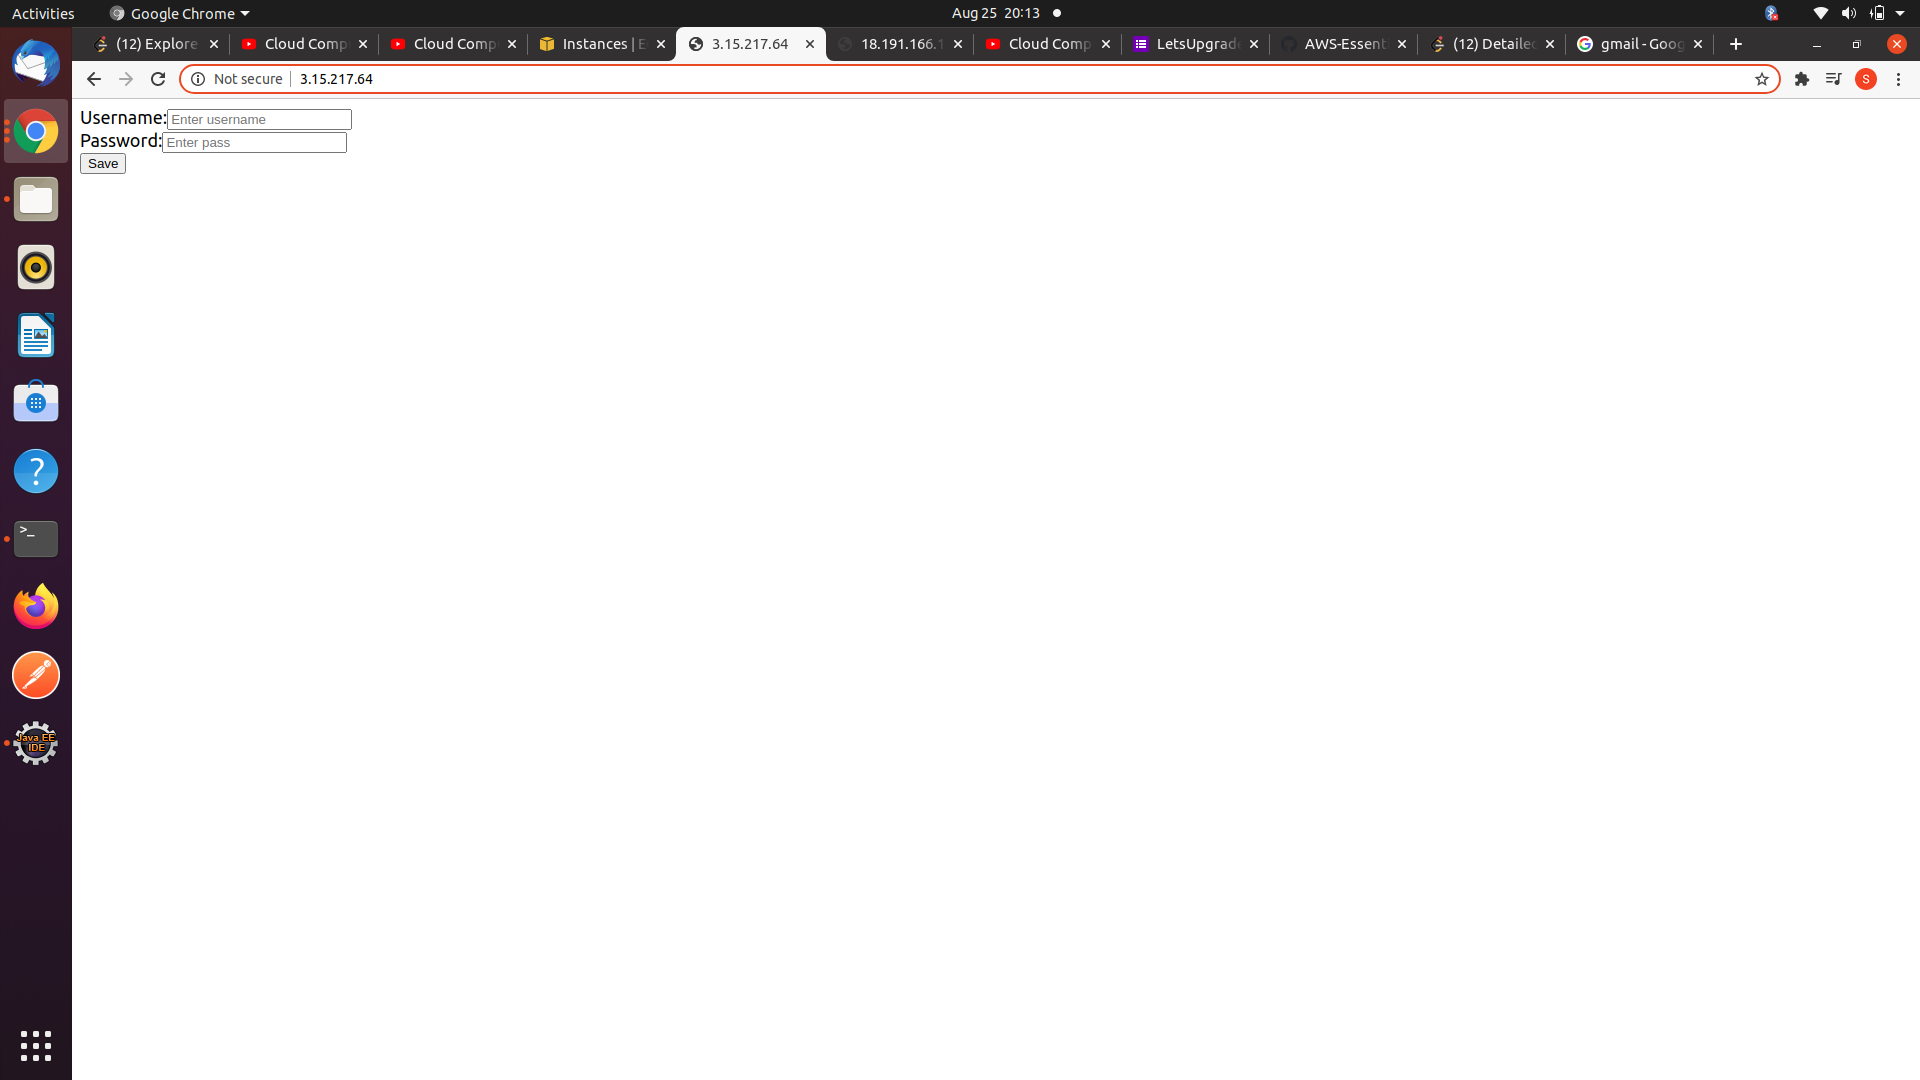 Activities Google Chrome Aug 25 20:13
(12) Explore Cloud Comp Cloud Comp Instances | E 3.15.217.64 18.191.166.1 Cloud Comp LetsUpgrade AWS-Essent (12) Detailed gmail - Goog
Not secure 3.15.217.64 S
Username: Enter username
Password: Enter pass
Save
?
>_
Java EE
IDE